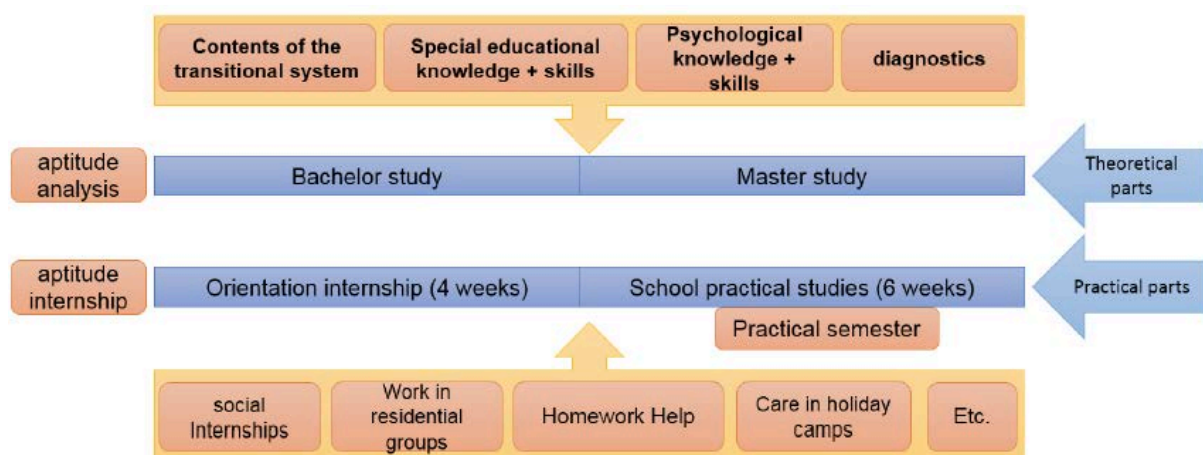 Contents of the
transitional system
Special educational
knowledge + skills
Psychological
knowledge +
skills
diagnostics
aptitude
analysis
Bachelor study
Master study
Theoretical
parts
aptitude
internship
Orientation internship (4 weeks)
School practical studies (6 weeks)
Practical parts
Practical semester
social
Internships
Work in
residential
groups
Homework Help
Care in holiday
camps
Etc.